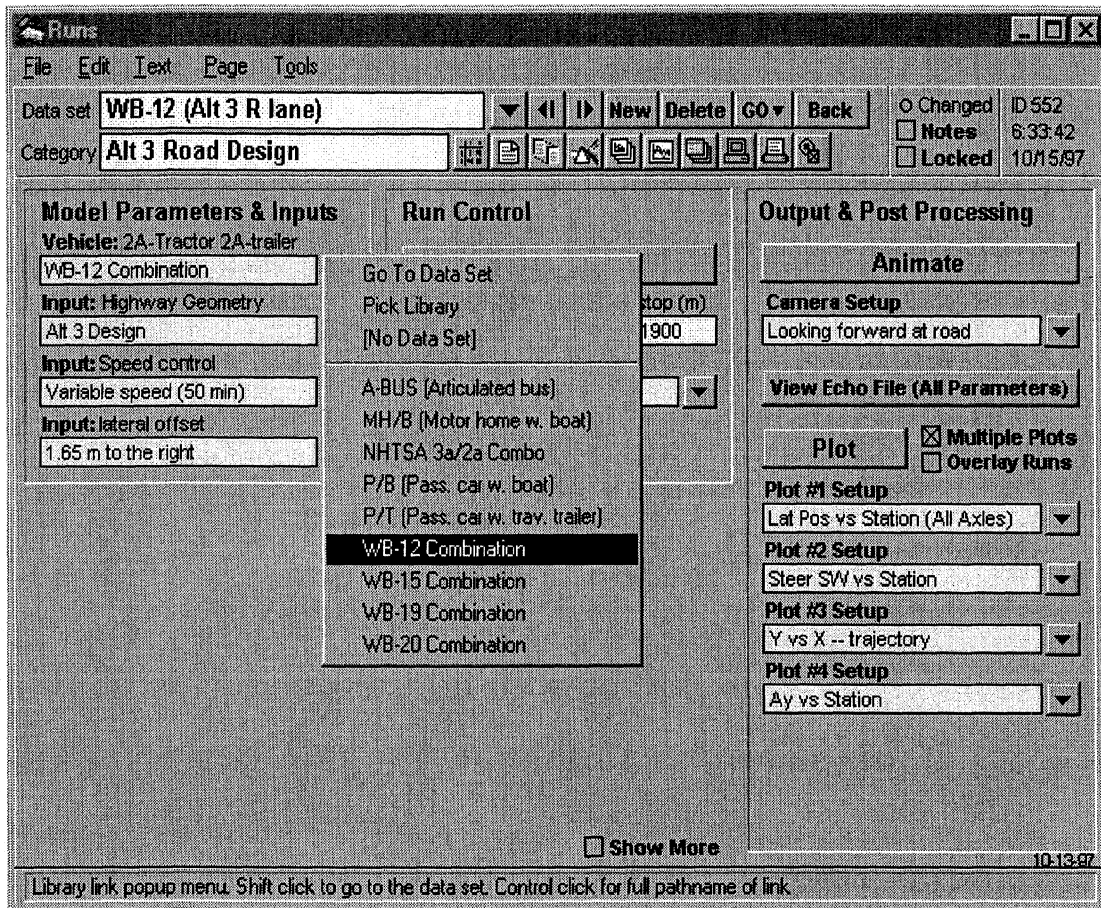 Runs
File Edit Text Page Tools
Data set WB-12 (Alt 3 R lane) New Delete GO Back
Category Alt 3 Road Design
Changed ID 552
Notes 6:33:42
Locked 10/15/97
Model Parameters & Inputs
Vehicle: 2A-Tractor 2A-trailer
WB-12 Combination
Input: Highway Geometry
Alt 3 Design
Input: Speed control
Variable speed (50 min)
Input: lateral offset
1.65 m to the right
Run Control
stop (m)
1900
Go To Data Set
Pick Library
[No Data Set]
A-BUS (Articulated bus)
MH/B (Motor home w. boat)
NHTSA 3a/2a Combo
P/B (Pass. car w. boat)
P/T (Pass. car w. trav. trailer)
WB-12 Combination
WB-15 Combination
WB-19 Combination
WB-20 Combination
Output & Post Processing
Animate
Camera Setup
Looking forward at road
View Echo File (All Parameters)
Plot
Multiple Plots
Overlay Runs
Plot #1 Setup
Lat Pos vs Station (All Axles)
Plot #2 Setup
Steer SW vs Station
Plot #3 Setup
Y vs X -- trajectory
Plot #4 Setup
Ay vs Station
Show More
10-13-97
Library link popup menu. Shift click to go to the data set. Control click for full pathname of link.